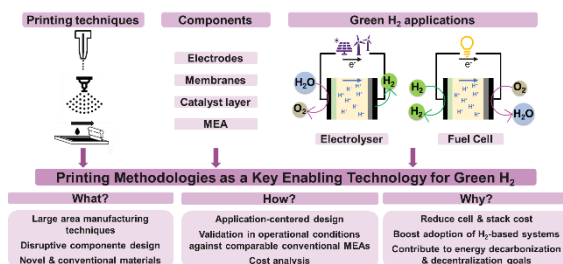 Printing techniques
Components
Green H₂ applications
Electrodes
Membranes
Catalyst layer
MEA
e⁻
H₂O
O₂
H⁺
H⁺
H⁺
H⁺
H⁺
H⁺
H₂
Electrolyser
e⁻
H₂
H₂
H⁺
H⁺
H⁺
H⁺
H⁺
H⁺
O₂
H₂O
Fuel Cell
Printing Methodologies as a Key Enabling Technology for Green H₂
What?
Large area manufacturing
techniques
Disruptive componente design
Novel & conventional materials
How?
Application-centered design
Validation in operational conditions
against comparable conventional MEAs
Cost analysis
Why?
Reduce cell & stack cost
Boost adoption of H₂-based systems
Contribute to energy decarbonization
& decentralization goals